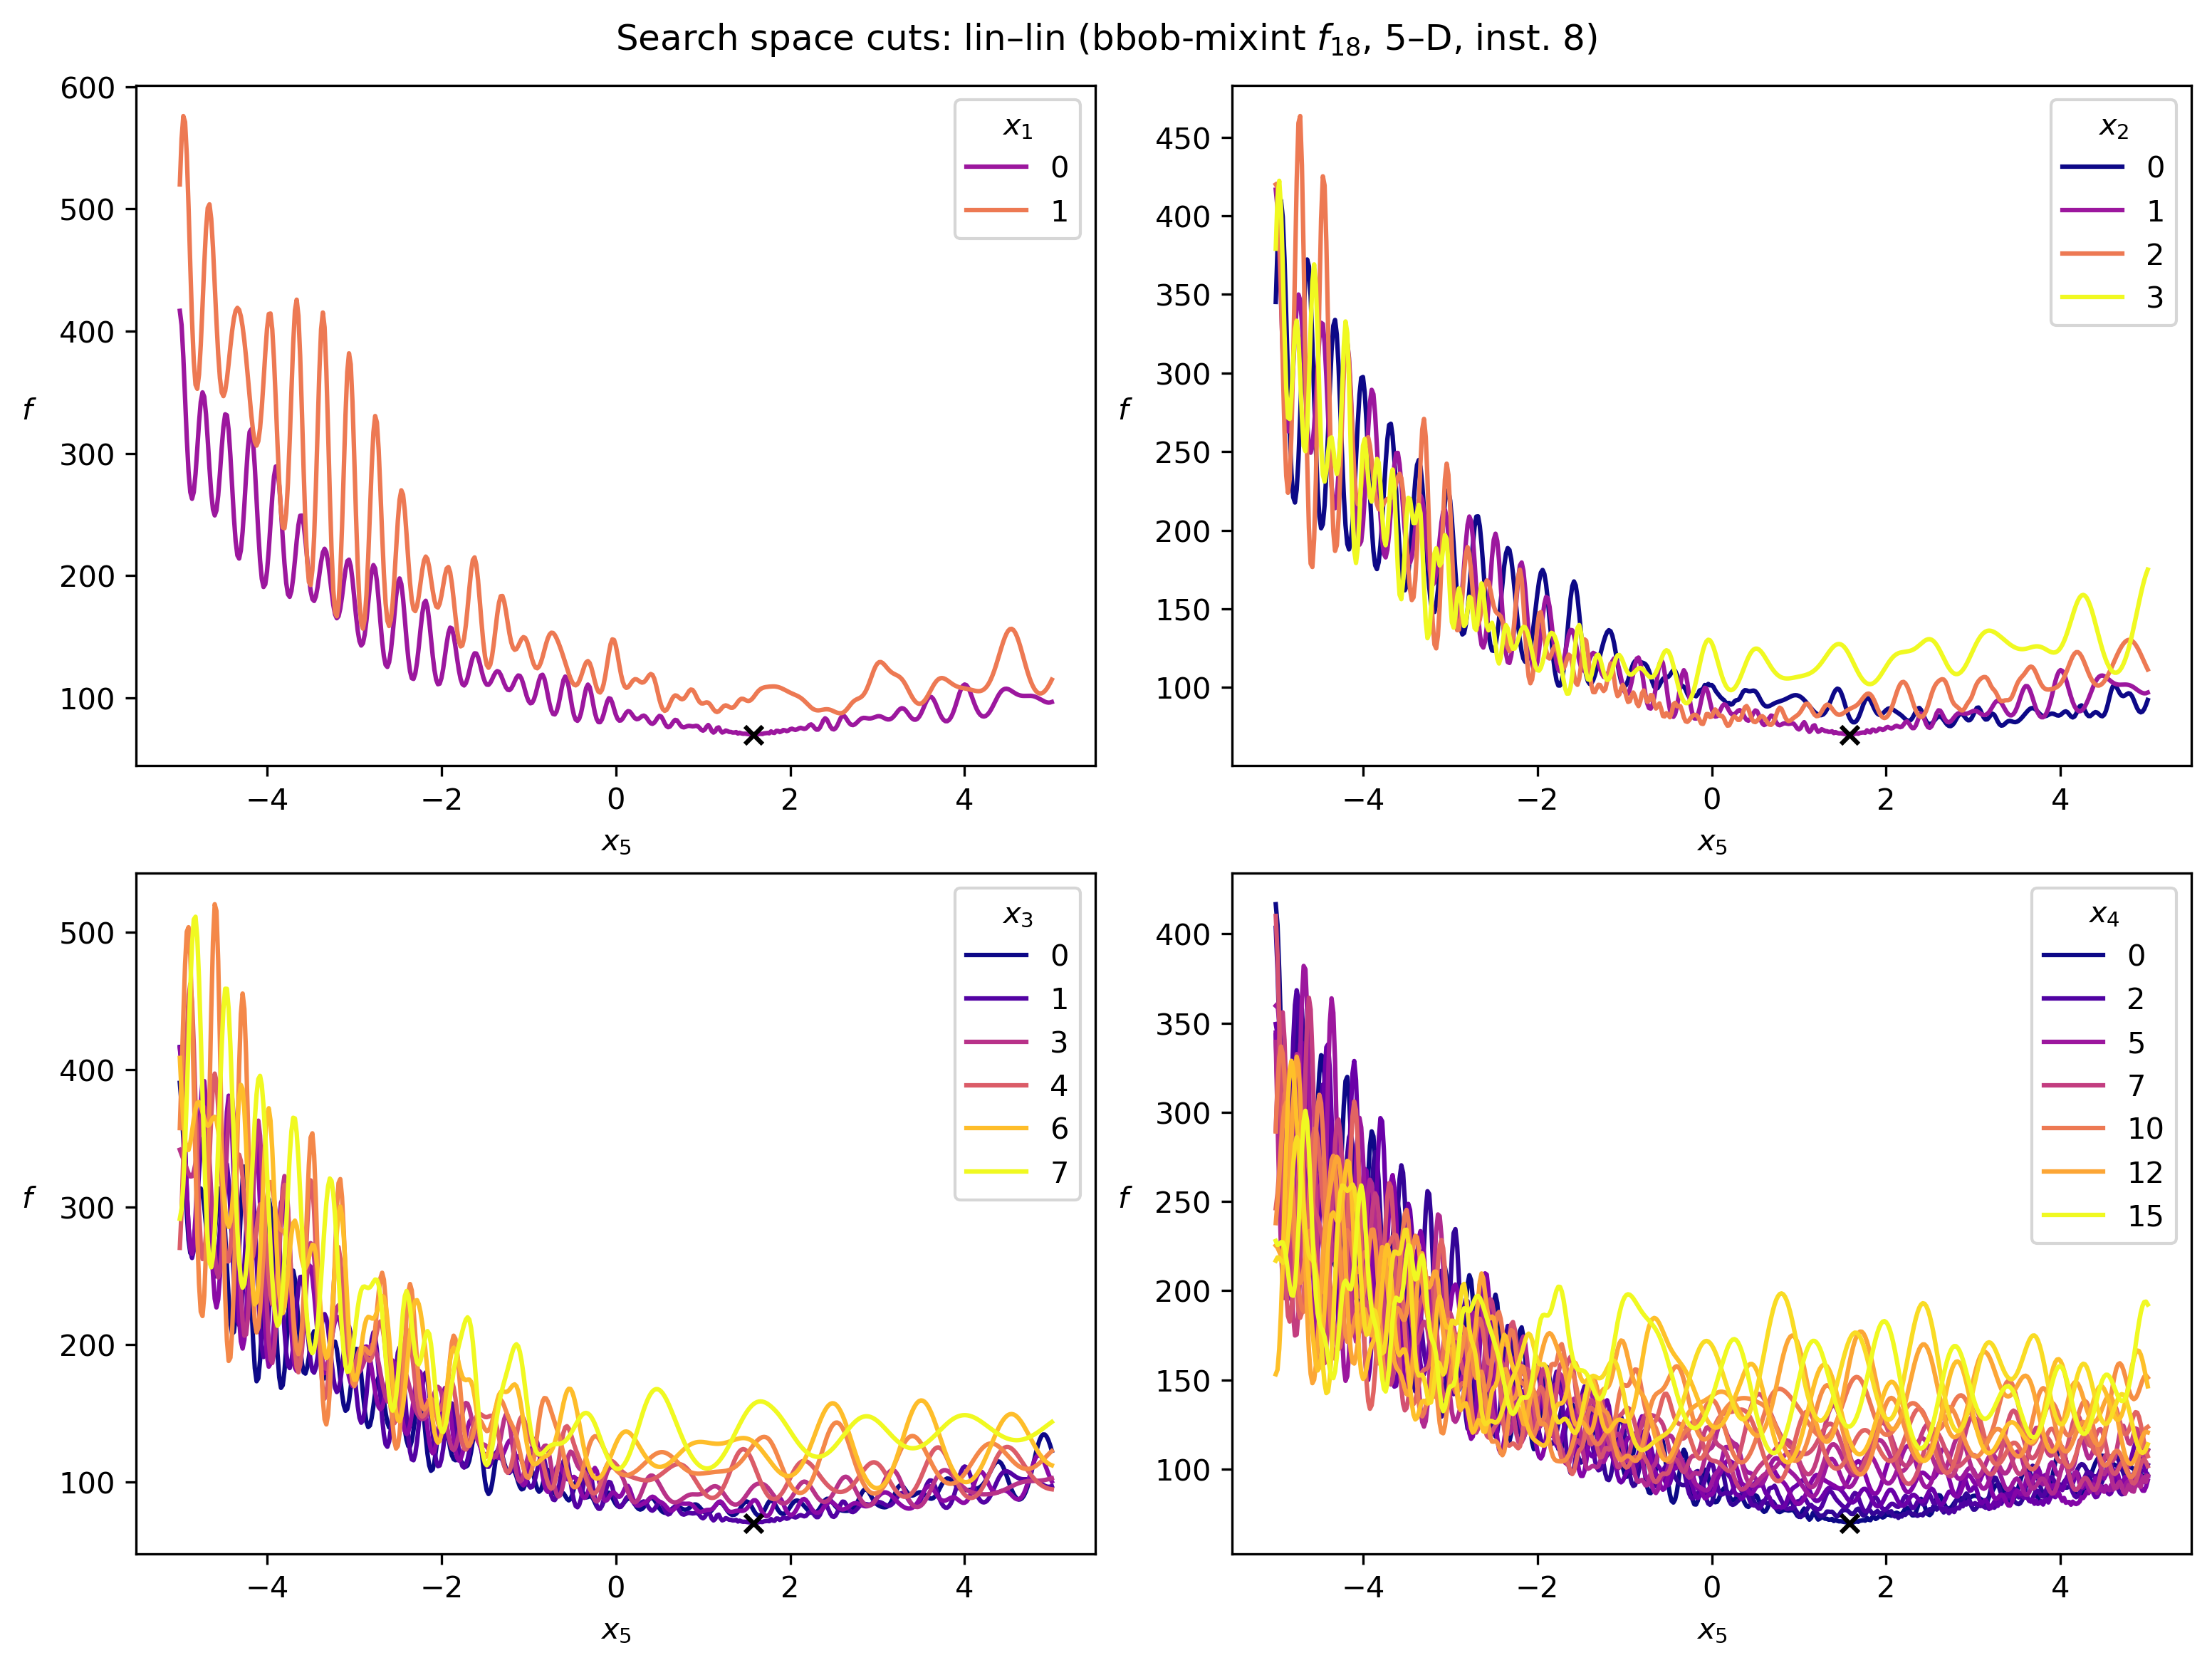 Search space cuts: lin–lin (bbob-mixint f₁₈, 5–D, inst. 8)
600
500
400
300
200
100
f
−4 −2 0 2 4
x₅
x₁
0
1
450
400
350
300
250
200
150
100
f
−4 −2 0 2 4
x₅
x₂
0
1
2
3
500
400
300
200
100
f
−4 −2 0 2 4
x₅
x₃
0
1
3
4
6
7
400
350
300
250
200
150
100
f
−4 −2 0 2 4
x₅
x₄
0
2
5
7
10
12
15